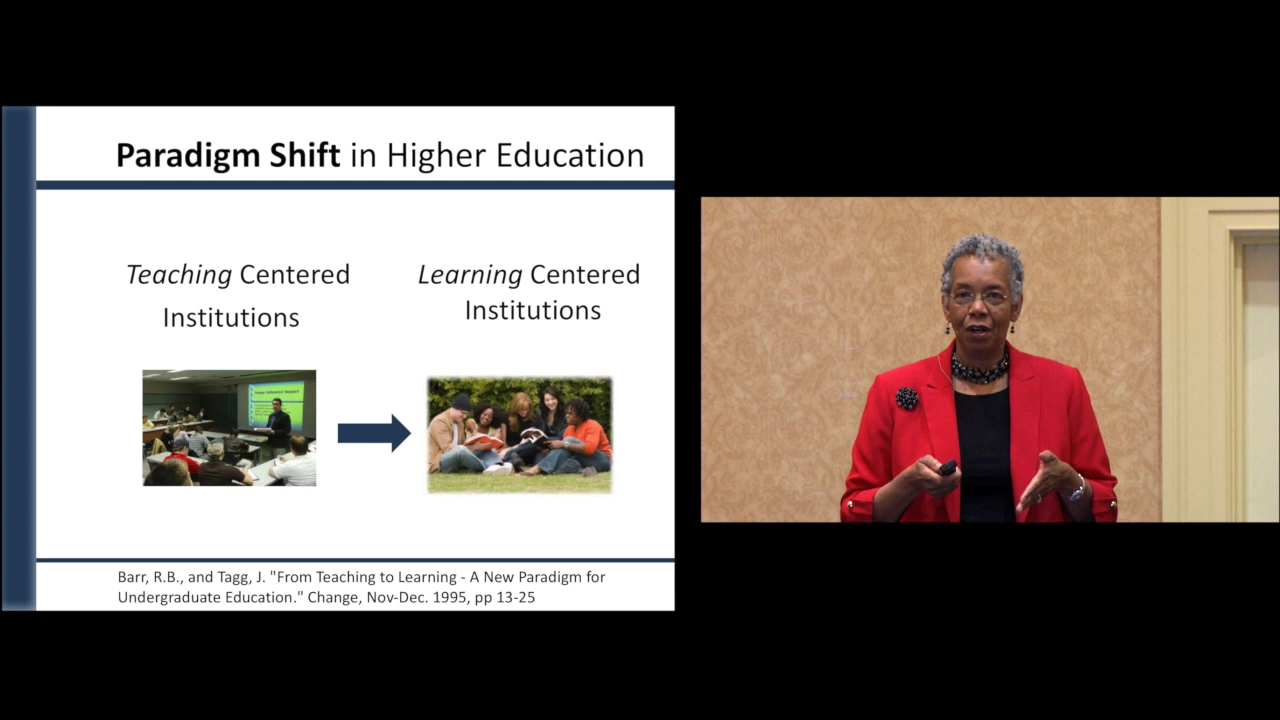 Paradigm Shift in Higher Education
Teaching Centered
Institutions
Learning Centered
Institutions
Barr, R.B., and Tagg, J. "From Teaching to Learning - A New Paradigm for
Undergraduate Education." Change, Nov-Dec. 1995, pp 13-25